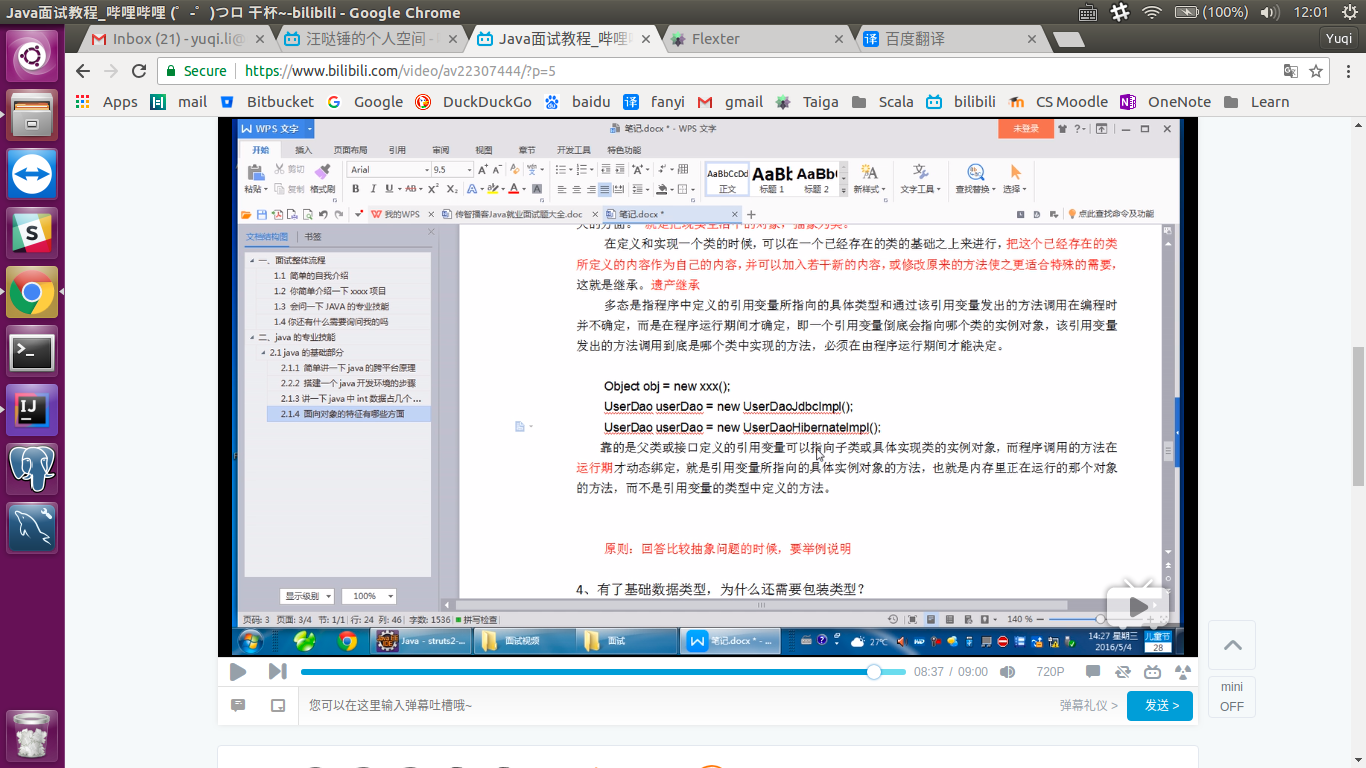 Java面试教程_哔哩哔哩 (゜-゜)つロ 干杯~-bilibili - Google Chrome
(100%)
12:01
Inbox (21) - yuqi.li@
汪哒锤的个人空间 -
Java面试教程_哔哩
Flexter
百度翻译
Yuqi
Secure
https://www.bilibili.com/video/av22307444/?p=5
Apps
mail
Bitbucket
Google
DuckDuckGo
baidu
fanyi
gmail
Taiga
Scala
bilibili
CS Moodle
OneNote
Learn
WPS 文字
笔记.docx * - WPS 文字
未登录
开始
插入
页面布局
引用
审阅
视图
章节
开发工具
特色功能
粘贴
剪切
复制
格式刷
Arial
9.5
AaBbCcDd
正文
AaBb
标题 1
AaBb
标题 2
新样式
文字工具
查找替换
选择
我的WPS
传智播客Java就业面试题大全.doc
笔记.docx *
点此查找命令及功能
文档结构图
书签
一、面试整体流程
1.1 简单的自我介绍
1.2 你简单介绍一下 xxxx 项目
1.3 会问一下 JAVA 的专业技能
1.4 你还有什么需要询问我的吗
二、java 的专业技能
2.1 java 的基础部分
2.1.1 简单讲一下 java 的跨平台原理
2.2.2 搭建一个 java 开发环境的步骤
2.1.3 讲一下 java 中 int 数据占几个 ...
2.1.4 面向对象的特征有哪些方面
在定义和实现一个类的时候，可以在一个已经存在的类的基础之上来进行，把这个已经存在的类
所定义的内容作为自己的内容，并可以加入若干新的内容，或修改原来的方法使之更适合特殊的需要，
这就是继承。遗产继承
多态是指程序中定义的引用变量所指向的具体类型和通过该引用变量发出的方法调用在编程时
并不确定，而是在程序运行期间才确定，即一个引用变量倒底会指向哪个类的实例对象，该引用变量
发出的方法调用到底是哪个类中实现的方法，必须在由程序运行期间才能决定。
Object obj = new xxx();
UserDao userDao = new UserDaoJdbcImpl();
UserDao userDao = new UserDaoHibernateImpl();
靠的是父类或接口定义的引用变量可以指向子类或具体实现类的实例对象，而程序调用的方法在
运行期才动态绑定，就是引用变量所指向的具体实例对象的方法，也就是内存里正在运行的那个对象
的方法，而不是引用变量的类型中定义的方法。
原则：回答比较抽象问题的时候，要举例说明
4、有了基础数据类型，为什么还需要包装类型？
显示级别
100%
页码: 3 页面: 3/4 节: 1/1 行: 24 列: 46 字数: 1536 拼写检查
140 %
Java - struts2-...
面试视频
面试
笔记.docx * - ...
27℃
14:27 星期三
2016/5/4
儿童节
28
08:37 / 09:00
720P
您可以在这里输入弹幕吐槽哦~
弹幕礼仪 >
发送 >
mini
OFF